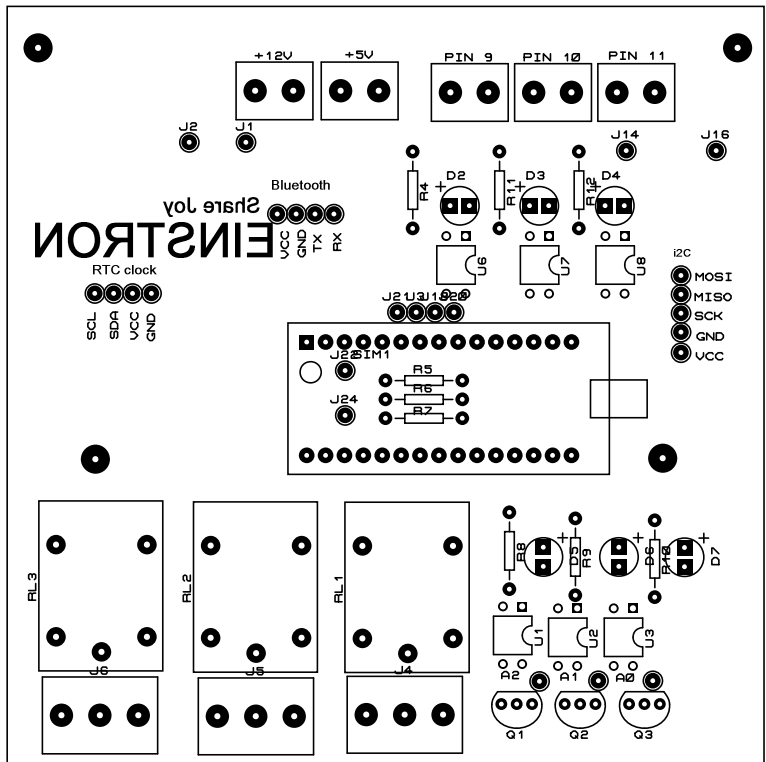 +12V
+5V
PIN 9
PIN 10
PIN 11
J2
J1
J14
J16
R4
D2
R11
D3
R12
D4
Bluetooth
Share Joy
EINSTRON
VCC
GND
TX
RX
U6
U7
U8
RTC clock
SCL
SDA
VCC
GND
i2C
MOSI
MISO
SCK
GND
VCC
J21
J3
J22
SIM1
R5
R6
J24
R7
RL3
RL2
RL1
R8
D5
R9
D6
R10
D7
U1
U2
U3
J6
J5
J4
A2
A1
A0
Q1
Q2
Q3